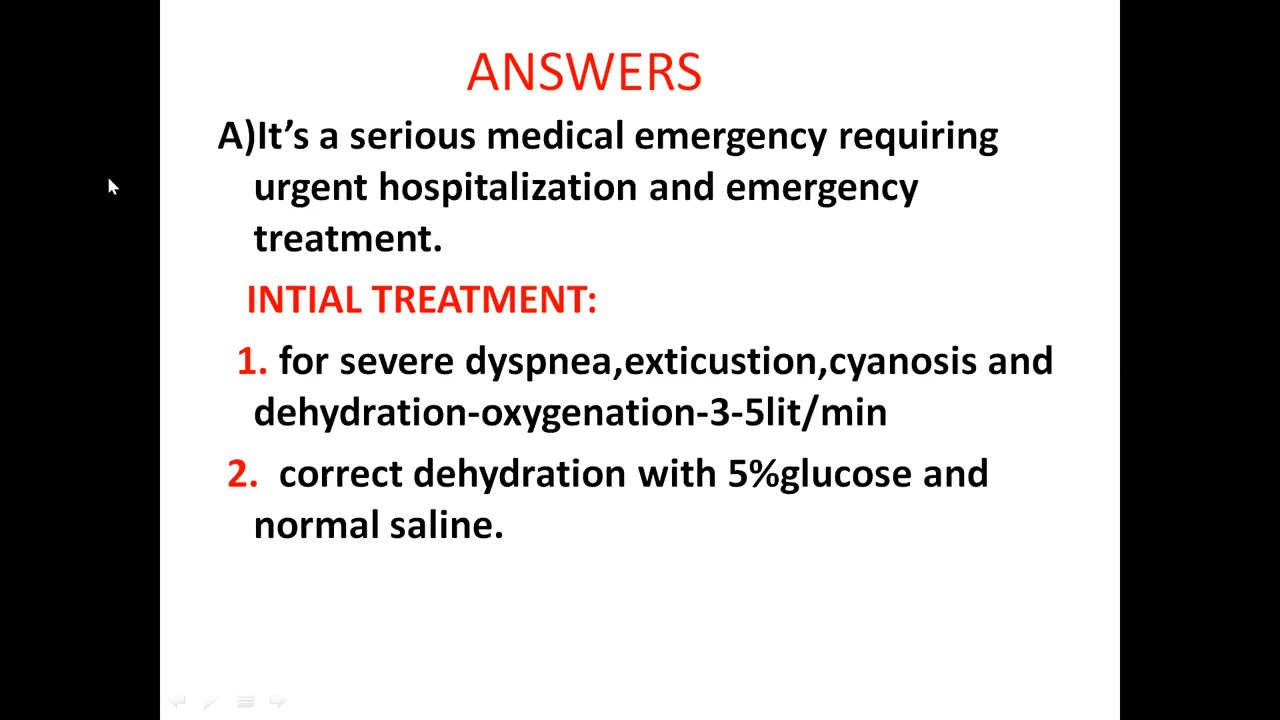 ANSWERS
A)It’s a serious medical emergency requiring
urgent hospitalization and emergency
treatment.
INTIAL TREATMENT:
1. for severe dyspnea,exticustion,cyanosis and
dehydration-oxygenation-3-5lit/min
2. correct dehydration with 5%glucose and
normal saline.